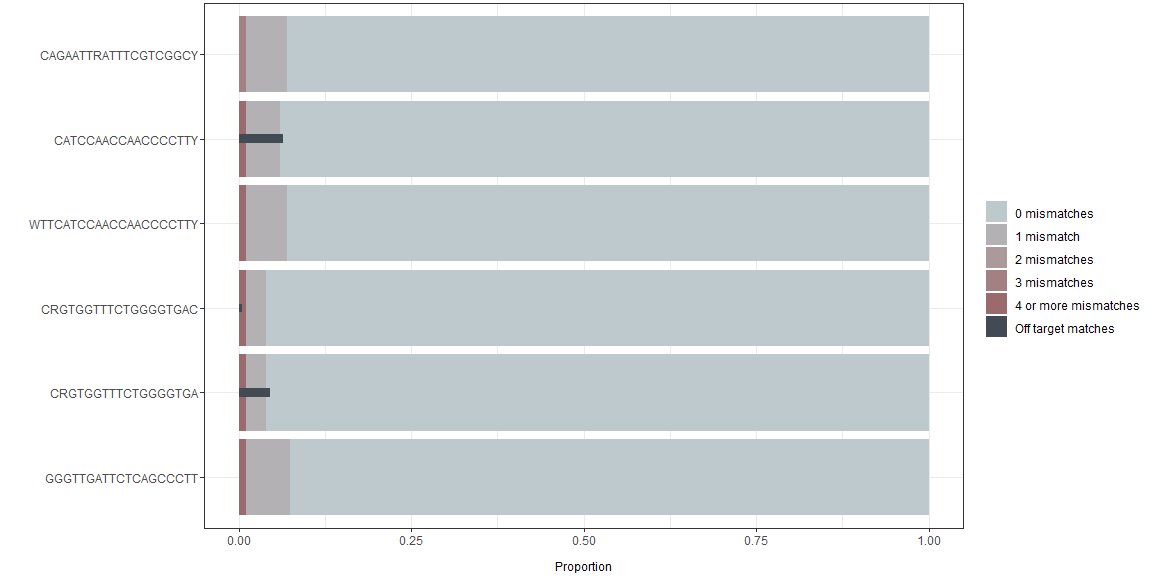 CAGAATTRATTTCGTCGGCY
CATCCAACCAACCCCTTY
WTTCATCCAACCAACCCCTTY
CRGTGGTTTCTGGGGTGAC
CRGTGGTTTCTGGGGTGA
GGGTTGATTCTCAGCCCTT
0.00 0.25 0.50 0.75 1.00
Proportion
0 mismatches
1 mismatch
2 mismatches
3 mismatches
4 or more mismatches
Off target matches